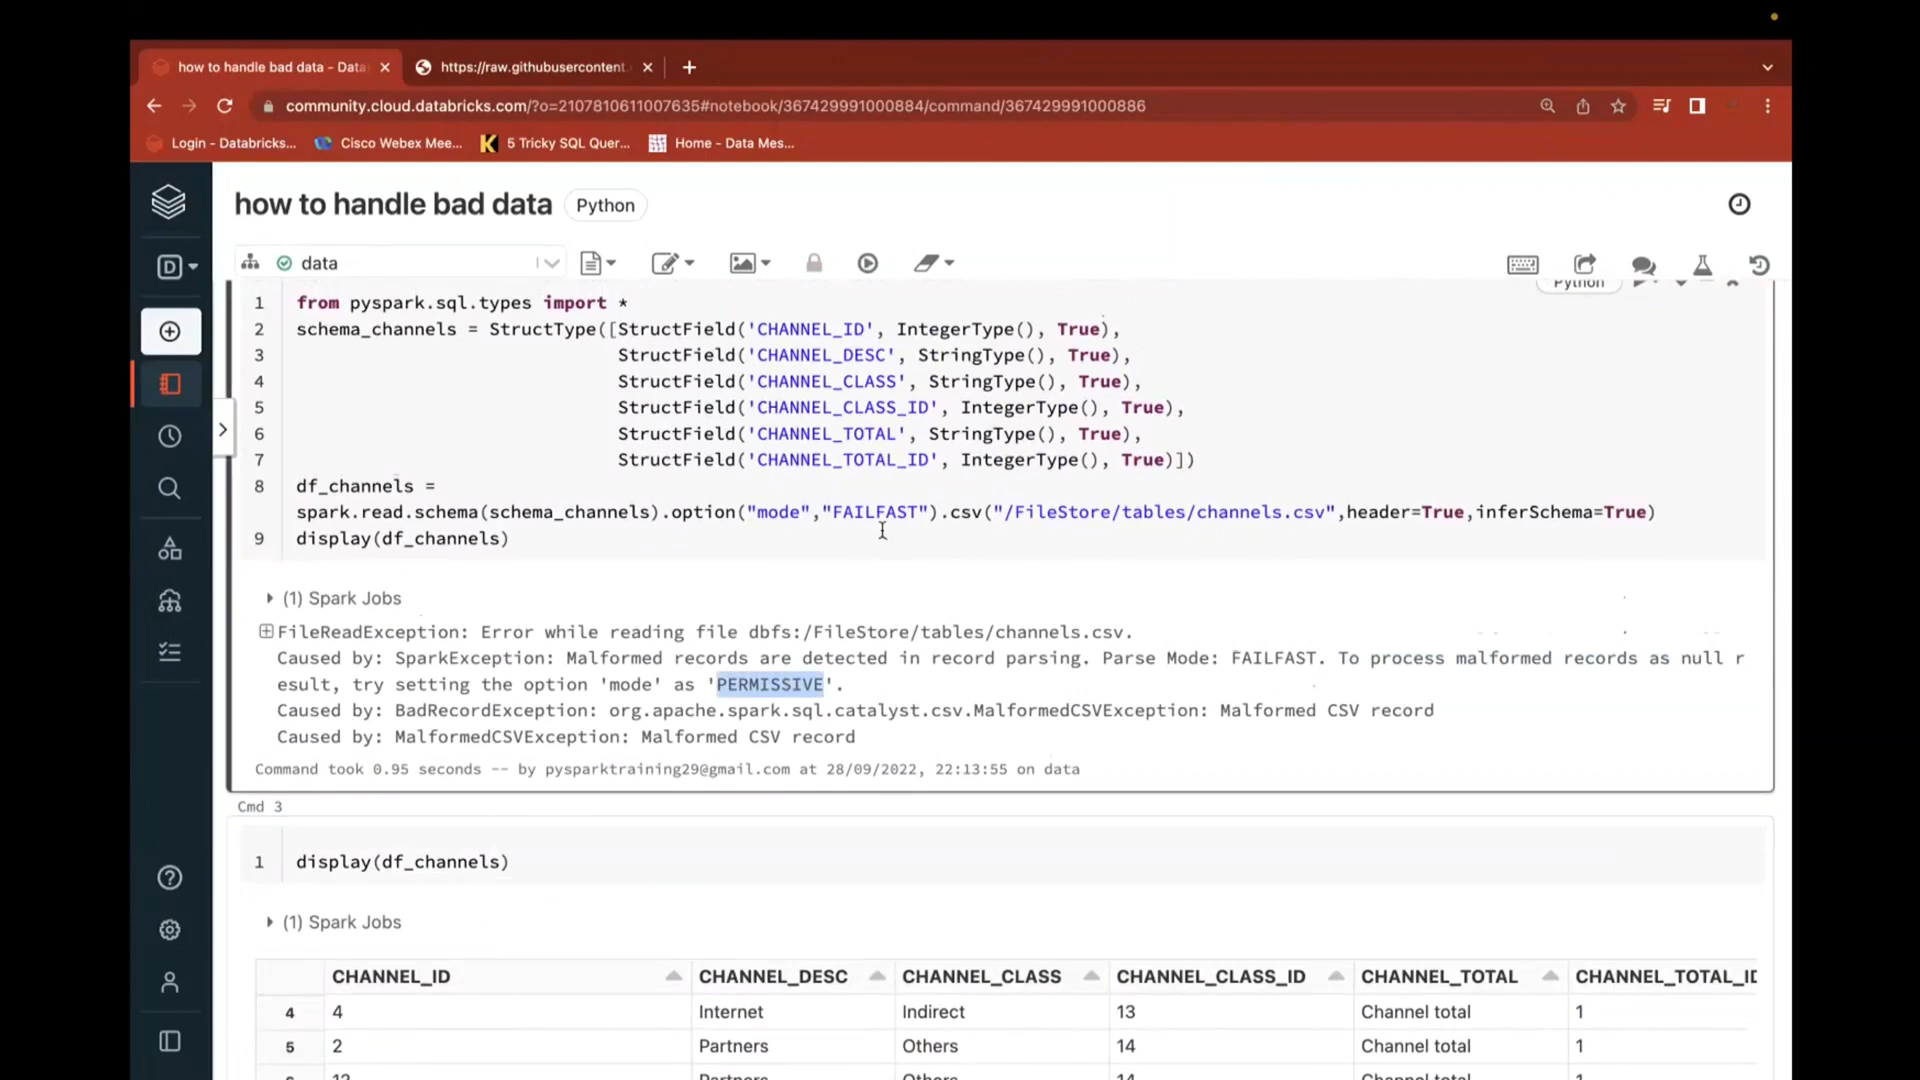 how to handle bad data - Data
https://raw.githubusercontent.
community.cloud.databricks.com/?o=2107810611007635#notebook/367429991000884/command/367429991000886
Login - Databricks...
Cisco Webex Mee...
5 Tricky SQL Quer...
Home - Data Mes...
how to handle bad data
Python
D
data
Python
1 from pyspark.sql.types import *
2 schema_channels = StructType([StructField('CHANNEL_ID', IntegerType(), True),
3 StructField('CHANNEL_DESC', StringType(), True),
4 StructField('CHANNEL_CLASS', StringType(), True),
5 StructField('CHANNEL_CLASS_ID', IntegerType(), True),
6 StructField('CHANNEL_TOTAL', StringType(), True),
7 StructField('CHANNEL_TOTAL_ID', IntegerType(), True)])
8 df_channels =
spark.read.schema(schema_channels).option("mode","FAILFAST").csv("/FileStore/tables/channels.csv",header=True,inferSchema=True)
9 display(df_channels)
(1) Spark Jobs
FileReadException: Error while reading file dbfs:/FileStore/tables/channels.csv.
Caused by: SparkException: Malformed records are detected in record parsing. Parse Mode: FAILFAST. To process malformed records as null r
esult, try setting the option 'mode' as 'PERMISSIVE'.
Caused by: BadRecordException: org.apache.spark.sql.catalyst.csv.MalformedCSVException: Malformed CSV record
Caused by: MalformedCSVException: Malformed CSV record
Command took 0.95 seconds -- by pysparktraining29@gmail.com at 28/09/2022, 22:13:55 on data
Cmd 3
1 display(df_channels)
(1) Spark Jobs
CHANNEL_ID CHANNEL_DESC CHANNEL_CLASS CHANNEL_CLASS_ID CHANNEL_TOTAL CHANNEL_TOTAL_ID
4 4 Internet Indirect 13 Channel total 1
5 2 Partners Others 14 Channel total 1